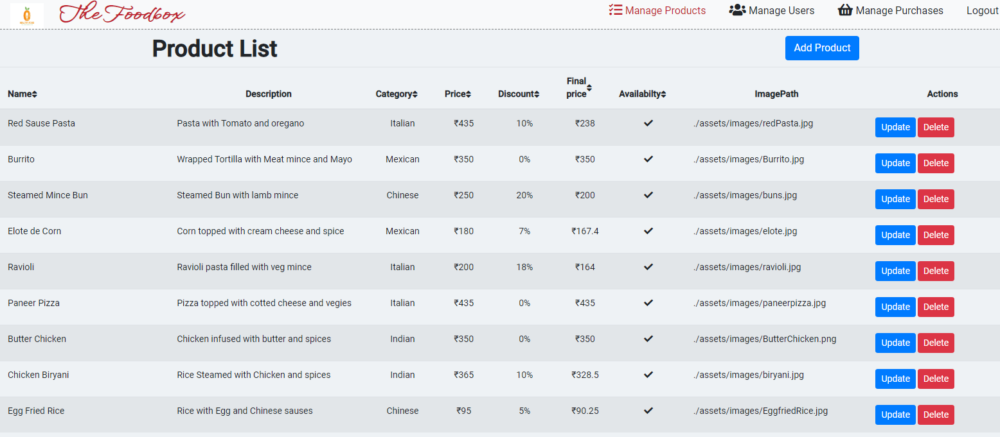 The Foodbox Manage Products Manage Users Manage Purchases Logout
Product List Add Product
Name Description Category Price Discount Final price Availabilty ImagePath Actions
Red Sause Pasta Pasta with Tomato and oregano Italian ₹435 10% ₹238 ./assets/images/redPasta.jpg Update Delete
Burrito Wrapped Tortilla with Meat mince and Mayo Mexican ₹350 0% ₹350 ./assets/images/Burrito.jpg Update Delete
Steamed Mince Bun Steamed Bun with lamb mince Chinese ₹250 20% ₹200 ./assets/images/buns.jpg Update Delete
Elote de Corn Corn topped with cream cheese and spice Mexican ₹180 7% ₹167.4 ./assets/images/elote.jpg Update Delete
Ravioli Ravioli pasta filled with veg mince Italian ₹200 18% ₹164 ./assets/images/ravioli.jpg Update Delete
Paneer Pizza Pizza topped with cotted cheese and vegies Italian ₹435 0% ₹435 ./assets/images/paneerpizza.jpg Update Delete
Butter Chicken Chicken infused with butter and spices Indian ₹350 0% ₹350 ./assets/images/ButterChicken.png Update Delete
Chicken Biryani Rice Steamed with Chicken and spices Indian ₹365 10% ₹328.5 ./assets/images/biryani.jpg Update Delete
Egg Fried Rice Rice with Egg and Chinese sauses Chinese ₹95 5% ₹90.25 ./assets/images/EggfriedRice.jpg Update Delete